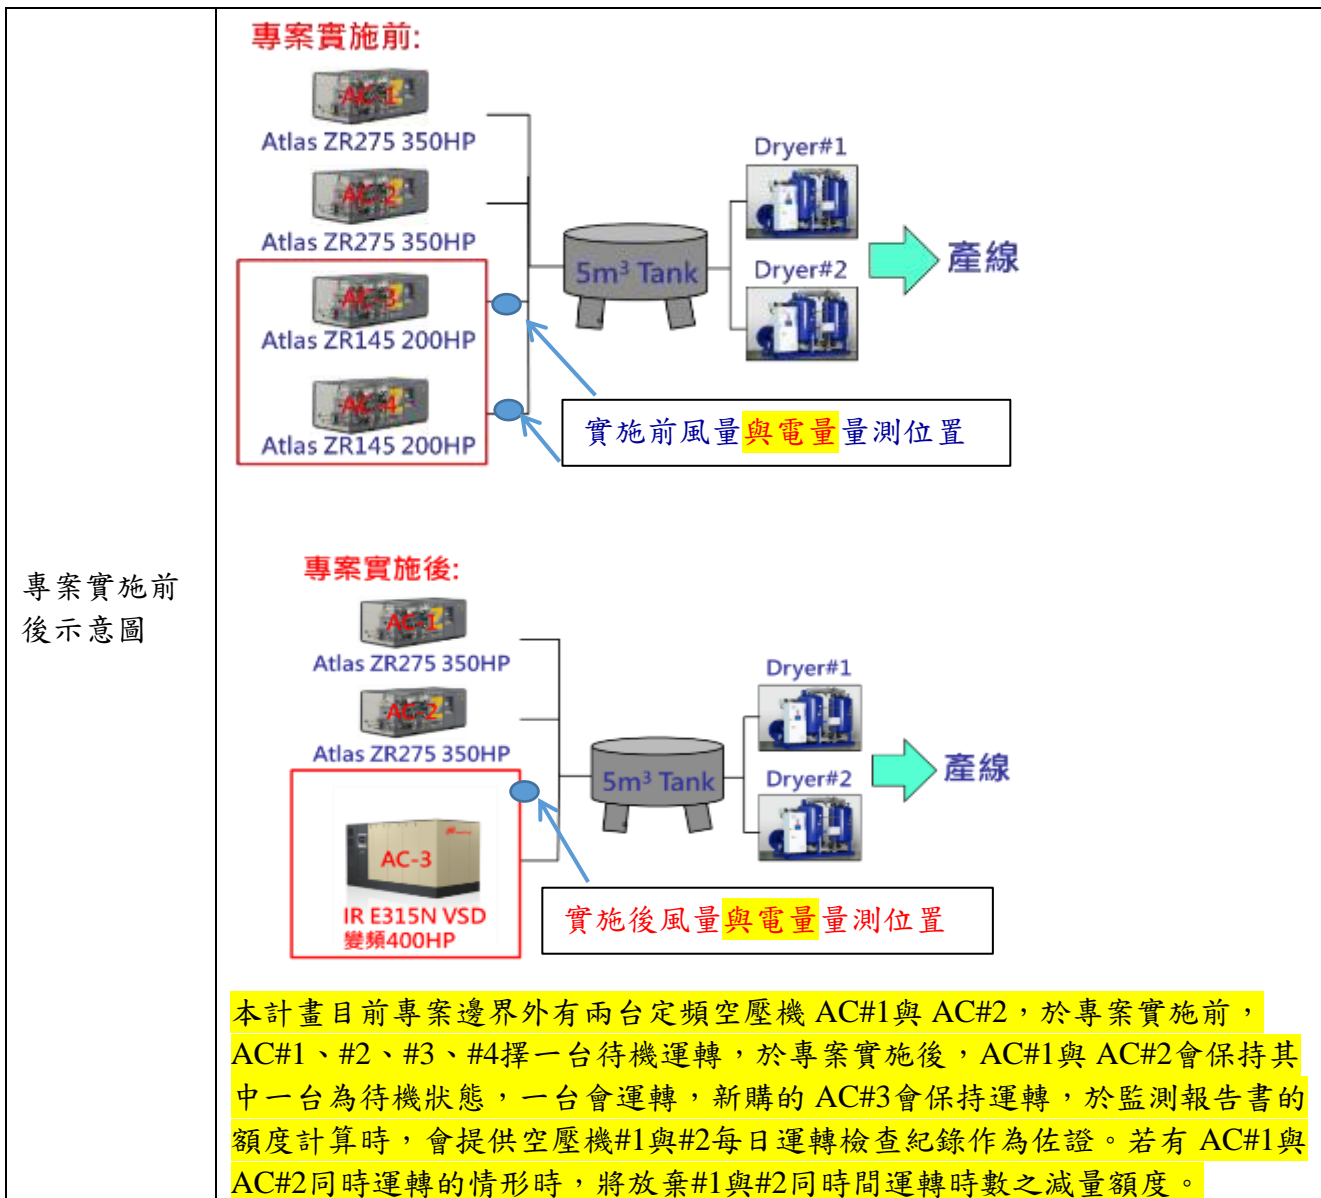 專案實施前:
AC-1
Atlas ZR275 350HP
AC-2
Atlas ZR275 350HP
AC-3
Atlas ZR145 200HP
AC-4
Atlas ZR145 200HP
5m³ Tank
Dryer#1
Dryer#2
產線
實施前風量與電量量測位置
專案實施前
後示意圖
專案實施後:
AC-1
Atlas ZR275 350HP
AC-2
Atlas ZR275 350HP
AC-3
IR E315N VSD
變頻400HP
5m³ Tank
Dryer#1
Dryer#2
產線
實施後風量與電量量測位置
本計畫目前專案邊界外有兩台定頻空壓機 AC#1與 AC#2，於專案實施前，
AC#1、#2、#3、#4擇一台待機運轉，於專案實施後，AC#1與 AC#2會保持其
中一台為待機狀態，一台會運轉，新購的 AC#3會保持運轉，於監測報告書的
額度計算時，會提供空壓機#1與#2每日運轉檢查紀錄作為佐證。若有 AC#1與
AC#2同時運轉的情形時，將放棄#1與#2同時間運轉時數之減量額度。